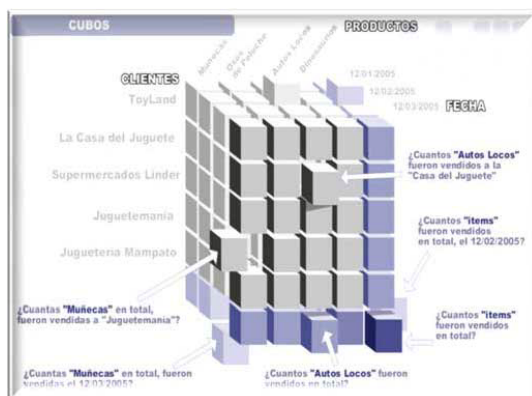 CUBOS
PRODUCTOS
Muñecas
Osos
de Peluche
Autos Locos
Dinosaurios
CLIENTES
12/01/2005
12/02/2005
12/03/2005
FECHA
ToyLand
La Casa del Juguete
Supermercados Linder
Juguetemania
Jugueteria Mampato
¿Cuantos "Autos Locos"
fueron vendidos a la
"Casa del Juguete"
¿Cuantos "items"
fueron vendidos
en total, el 12/02/2005?
¿Cuantas "Muñecas" en total,
fueron vendidas a "Juguetemania"?
¿Cuantos "items"
fueron vendidos
en total?
¿Cuantas "Muñecas" en total, fueron
vendidas el 12/03/2005?
¿Cuantos "Autos Locos" fueron
vendidos en total?